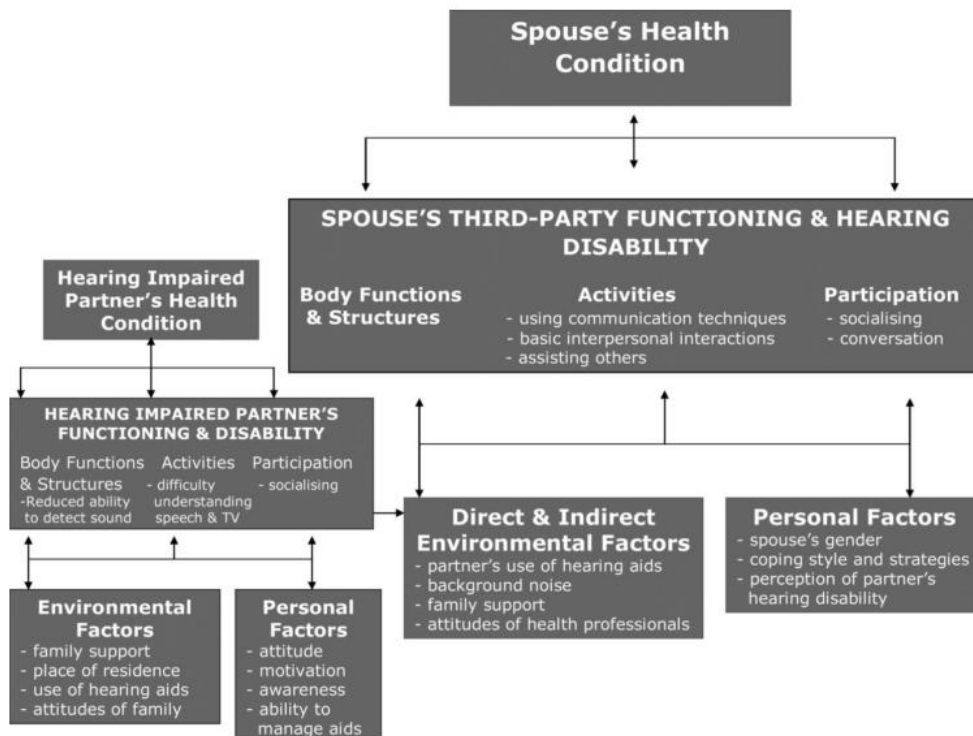 Spouse's Health
Condition
SPOUSE'S THIRD-PARTY FUNCTIONING & HEARING
DISABILITY
Body Functions
& Structures
Activities
- using communication techniques
- basic interpersonal interactions
- assisting others
Participation
- socialising
- conversation
Hearing Impaired
Partner's Health
Condition
HEARING IMPAIRED PARTNER'S
FUNCTIONING & DISABILITY
Body Functions
& Structures
-Reduced ability
to detect sound
Activities
- difficulty
understanding
speech & TV
Participation
- socialising
Direct & Indirect
Environmental Factors
- partner's use of hearing aids
- background noise
- family support
- attitudes of health professionals
Personal Factors
- spouse's gender
- coping style and strategies
- perception of partner's
hearing disability
Environmental
Factors
- family support
- place of residence
- use of hearing aids
- attitudes of family
Personal
Factors
- attitude
- motivation
- awareness
- ability to
manage aids